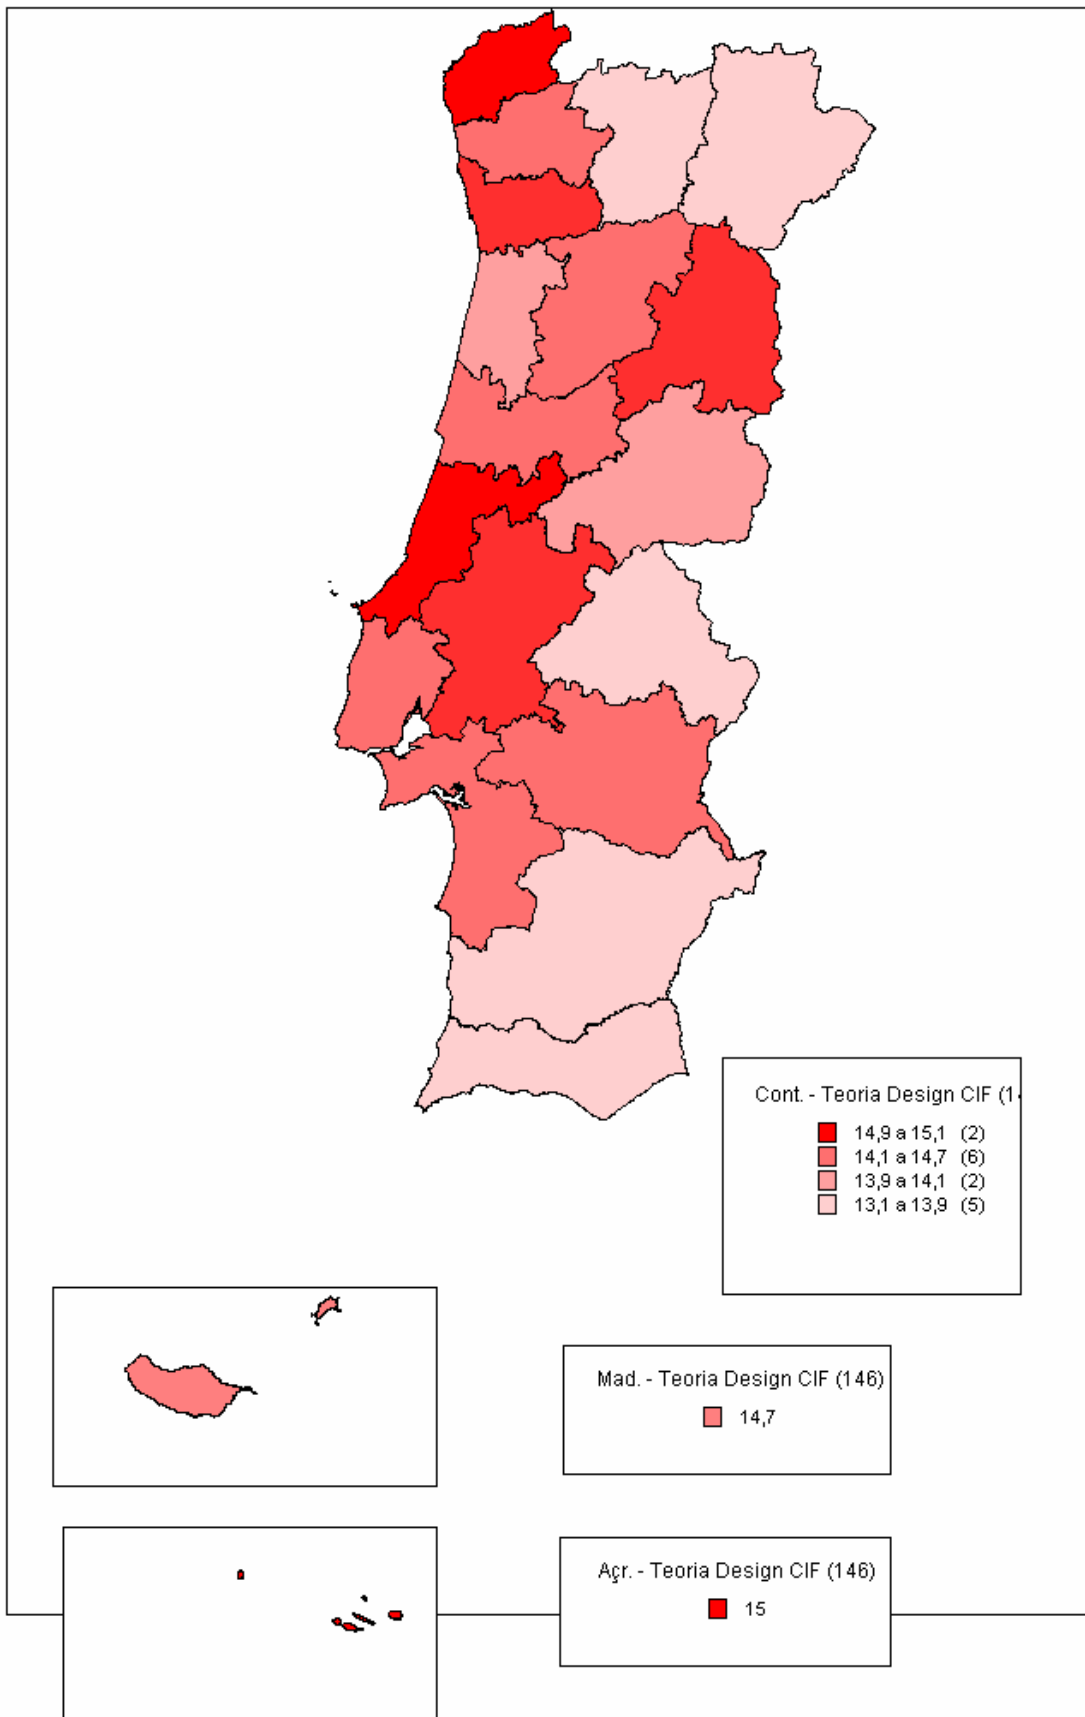 Cont. - Teoria Design CIF (1
14,9 a 15,1 (2)
14,1 a 14,7 (6)
13,9 a 14,1 (2)
13,1 a 13,9 (5)
Mad. - Teoria Design CIF (146)
14,7
Açr. - Teoria Design CIF (146)
15